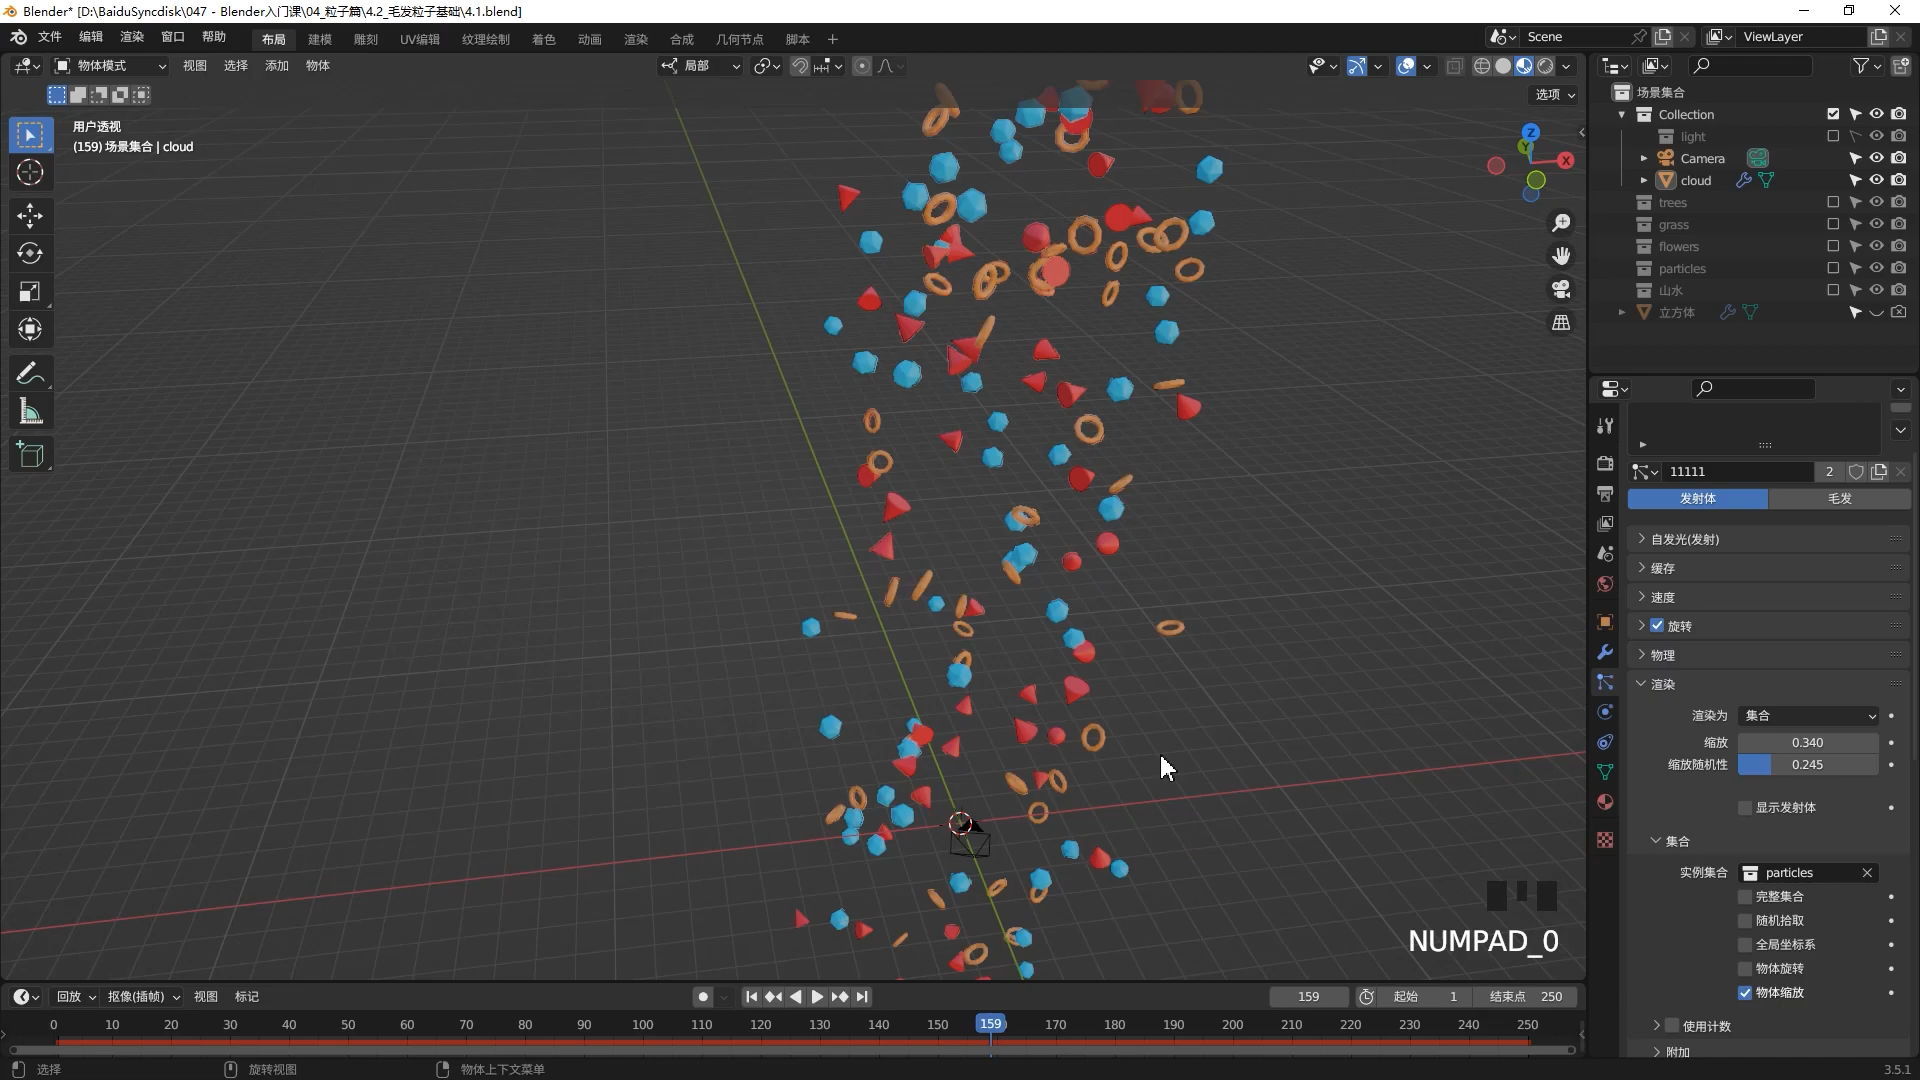 Blender* [D:\BaiduSyncdisk\047 - Blender入门课\04_粒子篇\4.2_毛发粒子基础\4.1.blend]
文件 编辑 渲染 窗口 帮助 布局 建模 雕刻 UV编辑 纹理绘制 着色 动画 渲染 合成 几何节点 脚本 + Scene ViewLayer
物体模式 视图 选择 添加 物体 局部
选项
用户透视
(159) 场景集合 | cloud
Z
Y
X
NUMPAD_0
场景集合
Collection
light
Camera
cloud
trees
grass
flowers
particles
山水
立方体
11111 2
发射体 毛发
自发光(发射)
缓存
速度
旋转
物理
渲染
渲染为 集合
缩放 0.340
缩放随机性 0.245
显示发射体
集合
实例集合 particles
完整集合
随机拾取
全局坐标系
物体旋转
物体缩放
使用计数
附加
回放 抠像(插帧) 视图 标记 159 起始 1 结束点 250
0 10 20 30 40 50 60 70 80 90 100 110 120 130 140 150 159 170 180 190 200 210 220 230 240 250
选择 旋转视图 物体上下文菜单 3.5.1